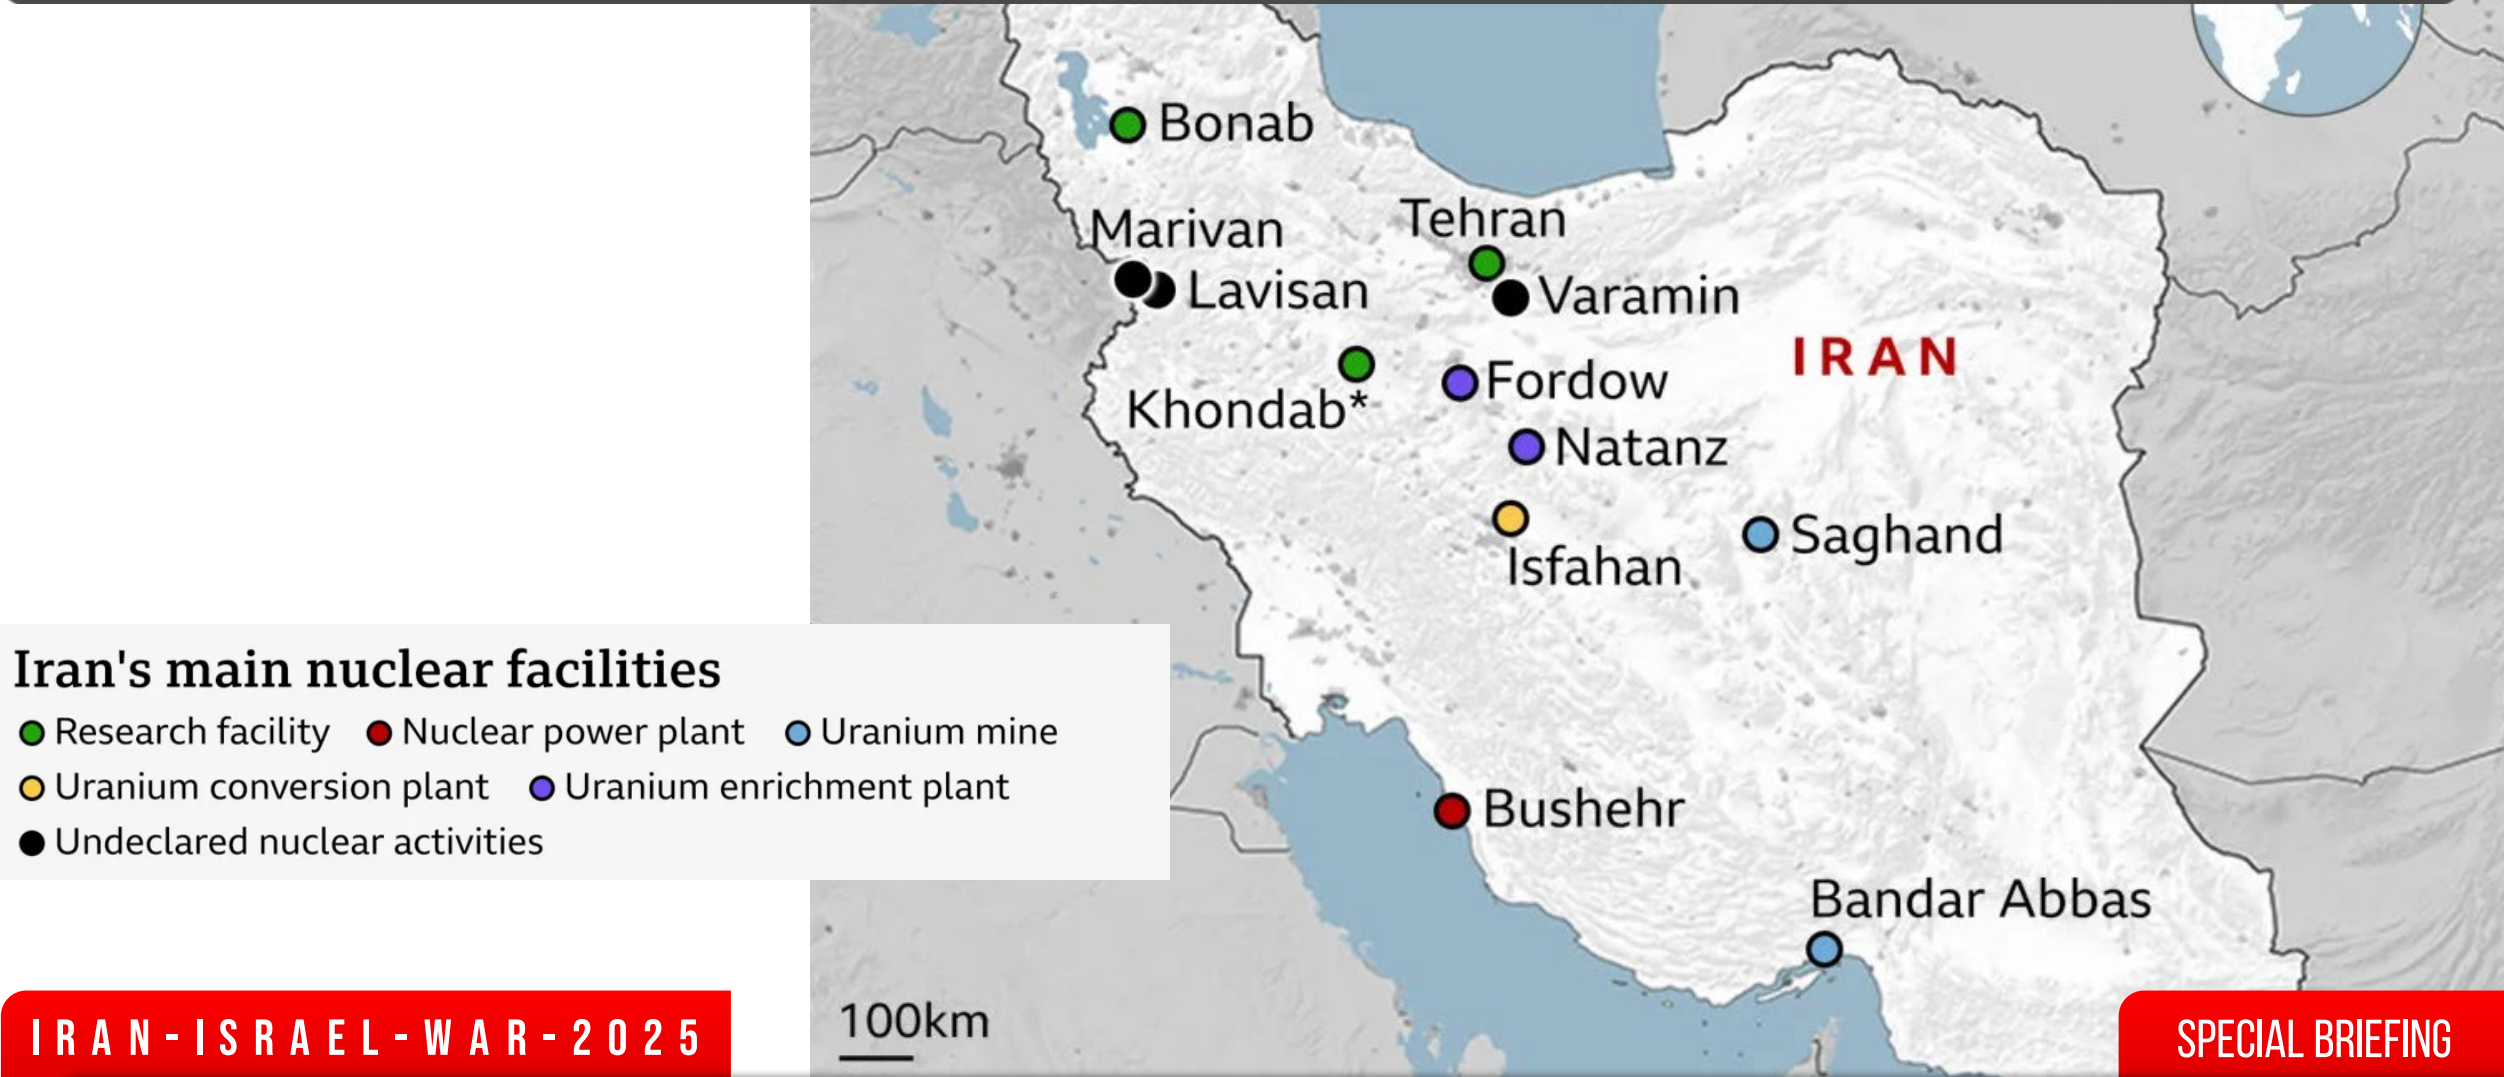 Bonab
Marivan
Tehran
Lavisan
Varamin
IRAN
Khondab*
Fordow
Natanz
Isfahan
Saghand
Iran's main nuclear facilities
Research facility
Nuclear power plant
Uranium mine
Uranium conversion plant
Uranium enrichment plant
Undeclared nuclear activities
Bushehr
Bandar Abbas
100km
IRAN-ISRAEL-WAR-2025
SPECIAL BRIEFING